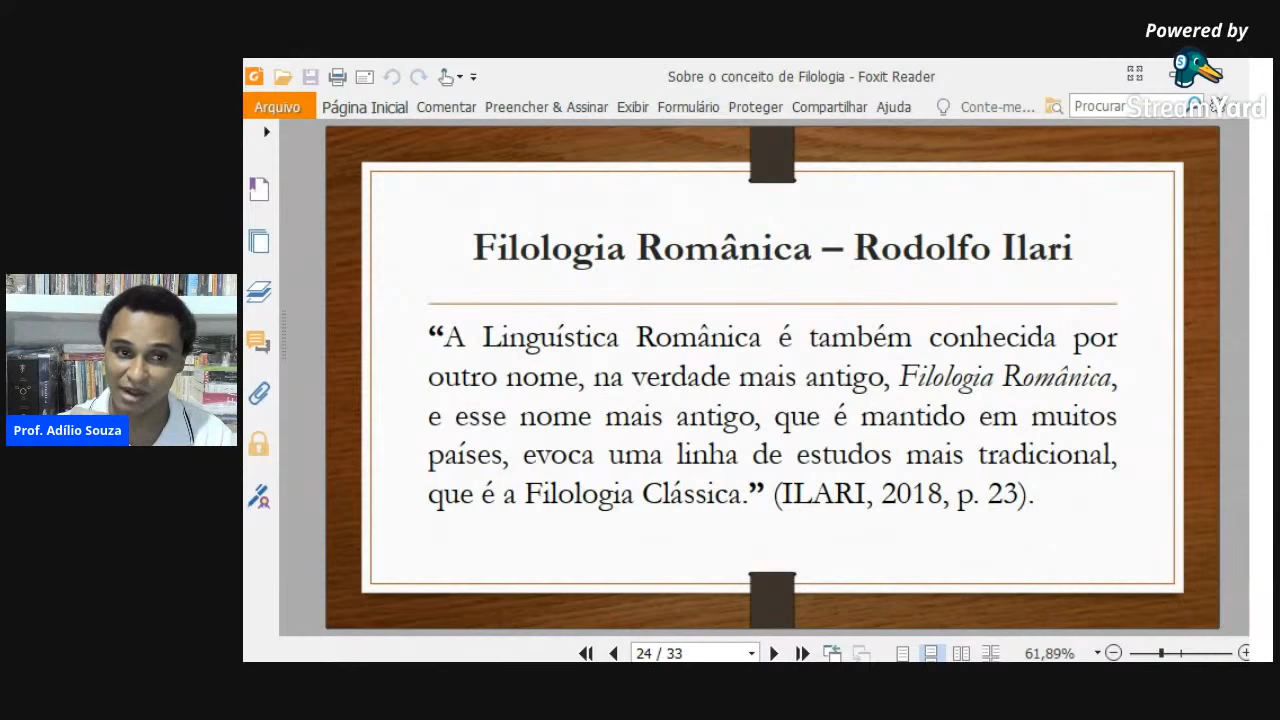 Powered by
StreamYard
Sobre o conceito de Filologia - Foxit Reader
Arquivo Página Inicial Comentar Preencher & Assinar Exibir Formulário Proteger Compartilhar Ajuda Conte-me... Procurar
Filologia Românica – Rodolfo Ilari
“A Linguística Românica é também conhecida por
outro nome, na verdade mais antigo, Filologia Românica,
e esse nome mais antigo, que é mantido em muitos
países, evoca uma linha de estudos mais tradicional,
que é a Filologia Clássica.” (ILARI, 2018, p. 23).
Prof. Adílio Souza
24 / 33
61,89%